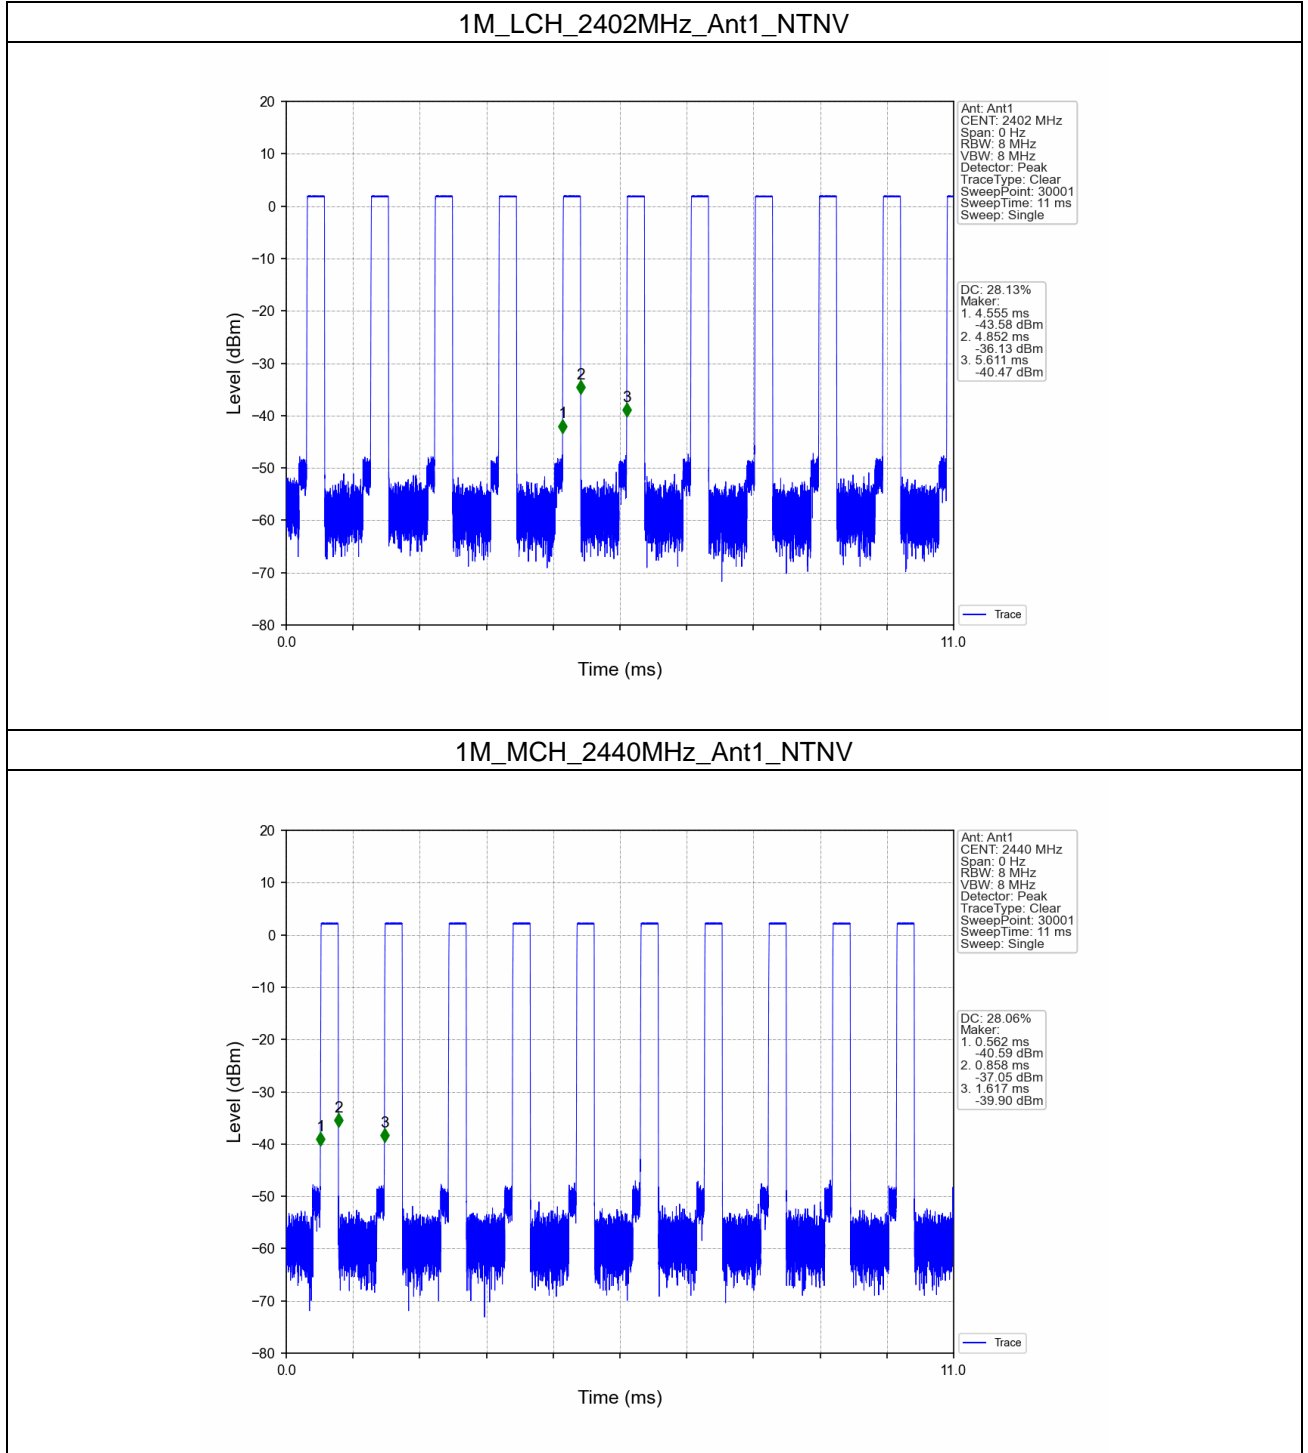 1M_LCH_2402MHz_Ant1_NTNV
20
10
0
−10
−20
−30
−40
−50
−60
−70
−80
Level (dBm)
0.0
11.0
Time (ms)
1
2
3
Ant: Ant1
CENT: 2402 MHz
Span: 0 Hz
RBW: 8 MHz
VBW: 8 MHz
Detector: Peak
TraceType: Clear
SweepPoint: 30001
SweepTime: 11 ms
Sweep: Single
DC: 28.13%
Maker:
1. 4.555 ms
-43.58 dBm
2. 4.852 ms
-36.13 dBm
3. 5.611 ms
-40.47 dBm
Trace
1M_MCH_2440MHz_Ant1_NTNV
20
10
0
−10
−20
−30
−40
−50
−60
−70
−80
Level (dBm)
0.0
11.0
Time (ms)
1
2
3
Ant: Ant1
CENT: 2440 MHz
Span: 0 Hz
RBW: 8 MHz
VBW: 8 MHz
Detector: Peak
TraceType: Clear
SweepPoint: 30001
SweepTime: 11 ms
Sweep: Single
DC: 28.06%
Maker:
1. 0.562 ms
-40.59 dBm
2. 0.858 ms
-37.05 dBm
3. 1.617 ms
-39.90 dBm
Trace